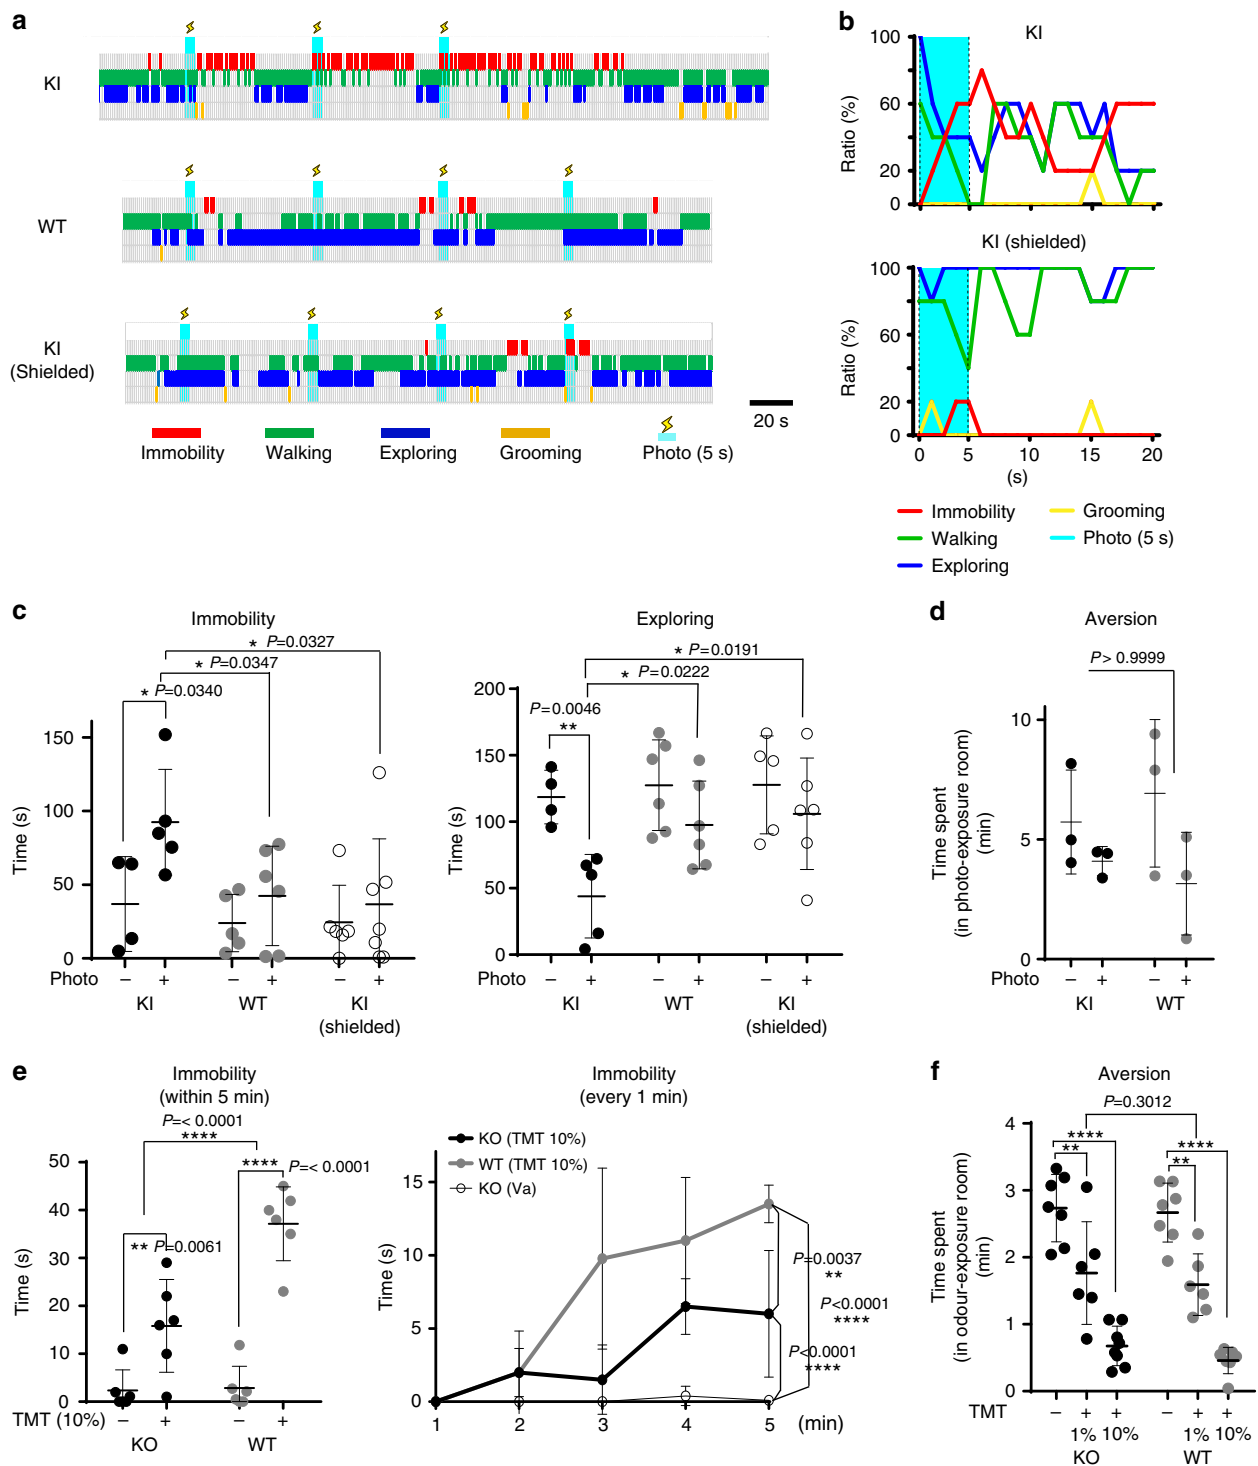 a
KI
WT
KI
(Shielded)
20 s
Immobility
Walking
Exploring
Grooming
Photo (5 s)
b
KI
100
60
20
0
Ratio (%)
0
5
10
15
20
KI (shielded)
100
60
20
0
Ratio (%)
0
5
10
15
20
(s)
Immobility
Walking
Exploring
Grooming
Photo (5 s)
c
Immobility
* P=0.0327
* P=0.0347
* P=0.0340
150
100
50
0
Time (s)
Photo − + − + − +
KI
WT
KI
(shielded)
Exploring
* P=0.0191
* P=0.0222
P=0.0046
**
200
150
100
50
0
Time (s)
Photo − + − + − +
KI
WT
KI
(shielded)
d
Aversion
P> 0.9999
10
5
0
Time spent
(in photo-exposure room)
(min)
Photo − + − +
KI
WT
e
Immobility
(within 5 min)
P=< 0.0001
****
**** P=< 0.0001
** P=0.0061
50
40
30
20
10
0
Time (s)
TMT (10%) − + − +
KO
WT
Immobility
(every 1 min)
KO (TMT 10%)
WT (TMT 10%)
KO (Va)
15
10
5
0
Time (s)
P=0.0037
**
P<0.0001
****
P<0.0001
****
1
2
3
4
5
(min)
f
Aversion
P=0.3012
****
**
****
**
4
3
2
1
0
Time spent
(in odour-exposure room)
(min)
TMT − + + − + +
1% 10% 1% 10%
KO
WT